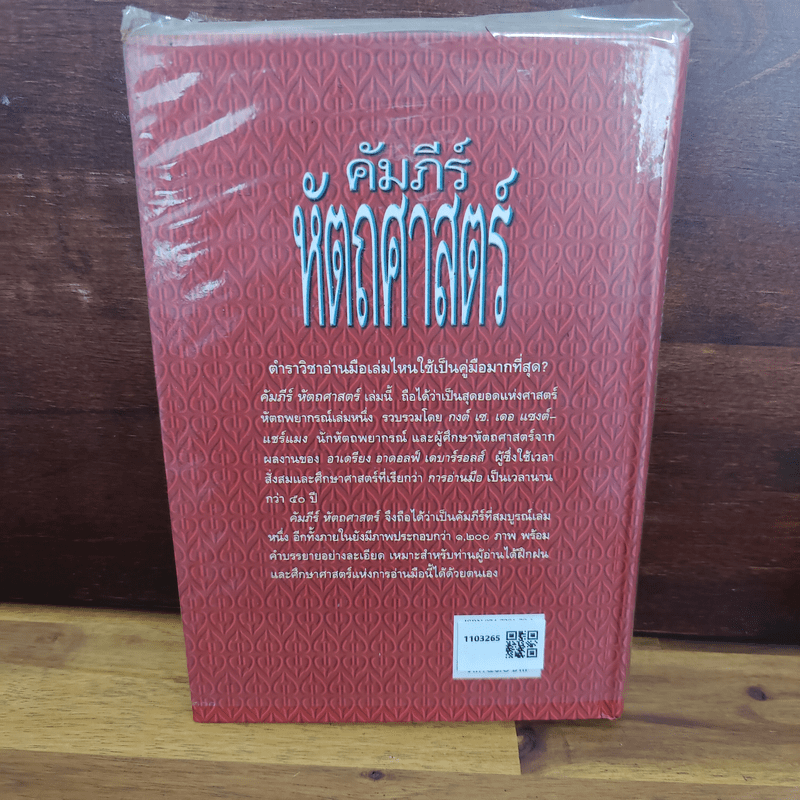 คัมภีร์
หัตถศาสตร์
ตำราวิชาอ่านมือเล่มไหนใช้เป็นคู่มือมากที่สุด?
คัมภีร์ หัตถศาสตร์ เล่มนี้ ถือได้ว่าเป็นสุดยอดแห่งศาสตร์
หัตถพยากรณ์เล่มหนึ่ง รวบรวมโดย กงต์ เซ. เดอ แซงต์–
แชร์แมง นักหัตถพยากรณ์ และผู้ศึกษาหัตถศาสตร์จาก
ผลงานของ อาเดรียง อาดอลฟ์ เดบาร์รอลส์ ผู้ซึ่งใช้เวลา
สั่งสมและศึกษาศาสตร์ที่เรียกว่า การอ่านมือ เป็นเวลานาน
กว่า ๔๐ ปี
คัมภีร์ หัตถศาสตร์ จึงถือได้ว่าเป็นคัมภีร์ที่สมบูรณ์เล่ม
หนึ่ง อีกทั้งภายในยังมีภาพประกอบกว่า ๑,๒๐๐ ภาพ พร้อม
คำบรรยายอย่างละเอียด เหมาะสำหรับท่านผู้อ่านได้ฝึกฝน
และศึกษาศาสตร์แห่งการอ่านมือนี้ได้ด้วยตนเอง
1103265